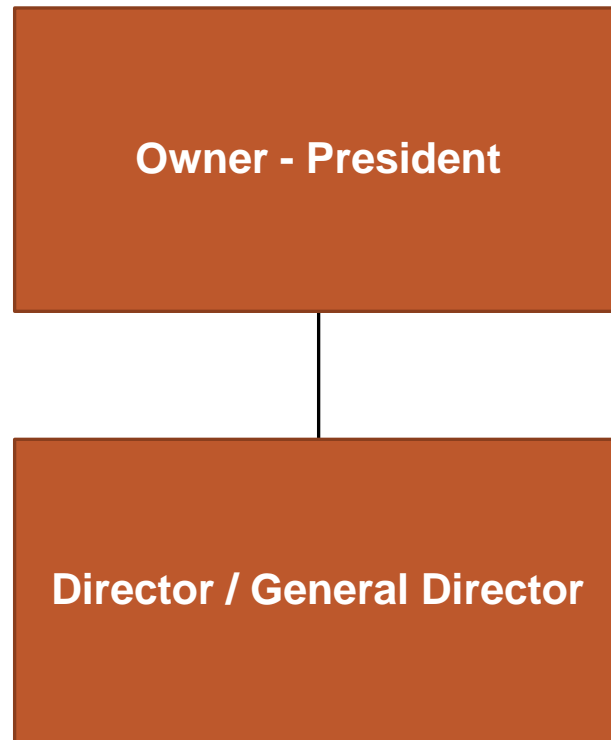 Owner - President
Director / General Director